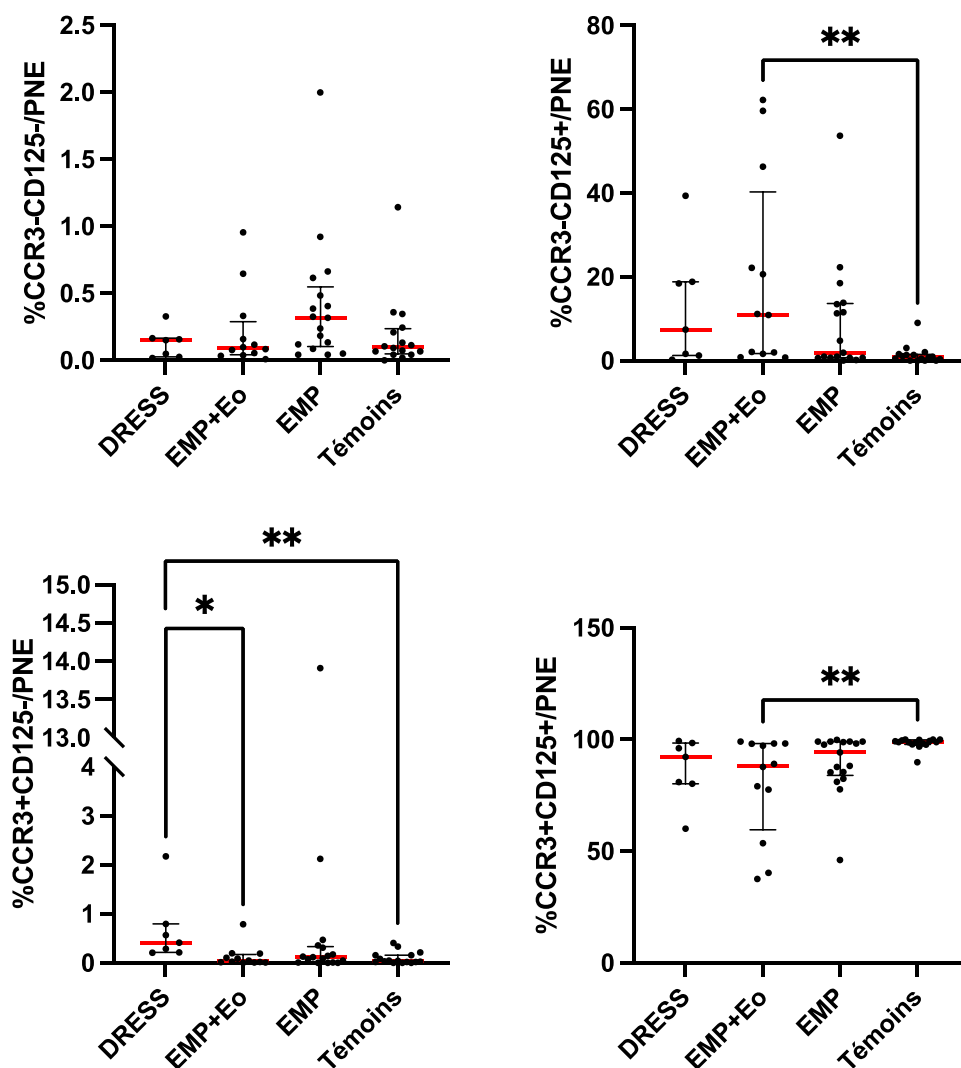 %CCR3-CD125-/PNE
2.5
2.0
1.5
1.0
0.5
0.0
DRESS
EMP+Eo
EMP
Témoins
%CCR3-CD125+/PNE
80
60
40
20
0
**
DRESS
EMP+Eo
EMP
Témoins
%CCR3+CD125-/PNE
15.0
14.5
14.0
13.5
13.0
4
3
2
1
0
**
*
DRESS
EMP+Eo
EMP
Témoins
%CCR3+CD125+/PNE
150
100
50
0
**
DRESS
EMP+Eo
EMP
Témoins